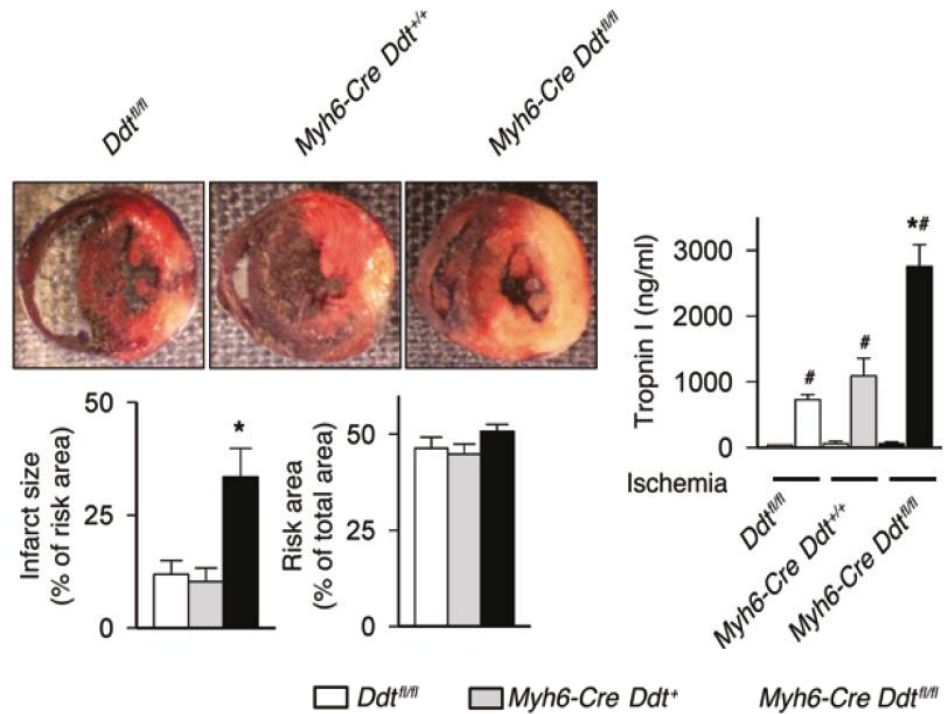 Ddt^fl/fl
Myh6-Cre Ddt^+/+
Myh6-Cre Ddt^fl/fl
Infarct size
(% of risk area)
50
25
0
*
Risk area
(% of total area)
50
25
0
Tropnin I (ng/ml)
3000
2000
1000
0
#
#
*#
Ischemia
Ddt^fl/fl
Myh6-Cre Ddt^+/+
Myh6-Cre Ddt^fl/fl
Ddt^fl/fl
Myh6-Cre Ddt^+
Myh6-Cre Ddt^fl/fl